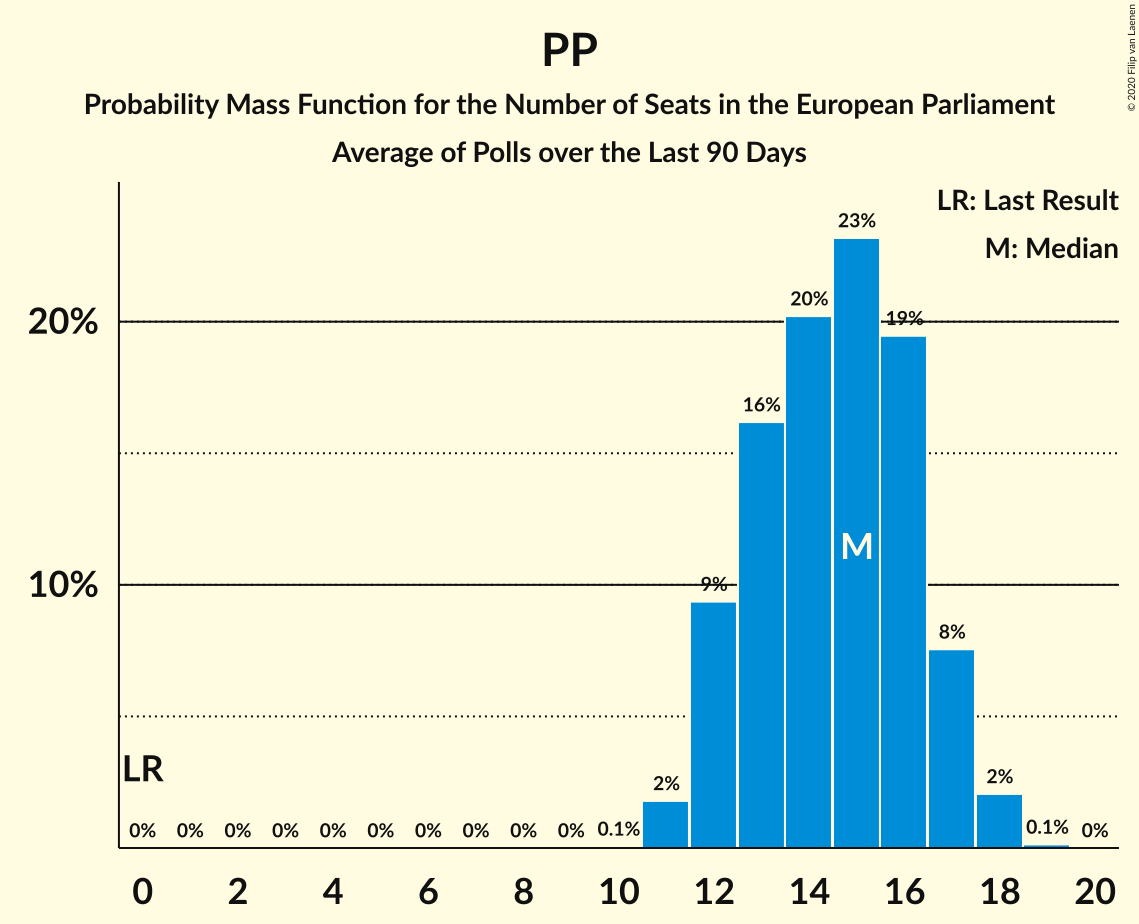 PP
Probability Mass Function for the Number of Seats in the European Parliament
Average of Polls over the Last 90 Days
© 2020 Filip van Laenen
LR: Last Result
M: Median
23%
20%
19%
20%
16%
M
10%
9%
8%
LR
2%
2%
0% 0% 0% 0% 0% 0% 0% 0% 0% 0% 0.1% 0.1% 0%
0 2 4 6 8 10 12 14 16 18 20